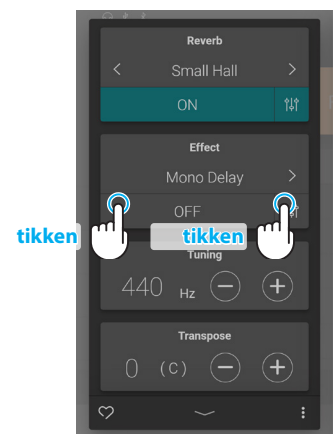 Reverb
Small Hall
ON
Effect
Mono Delay
OFF
tikken tikken
Tuning
440 Hz
Transpose
0 (C)